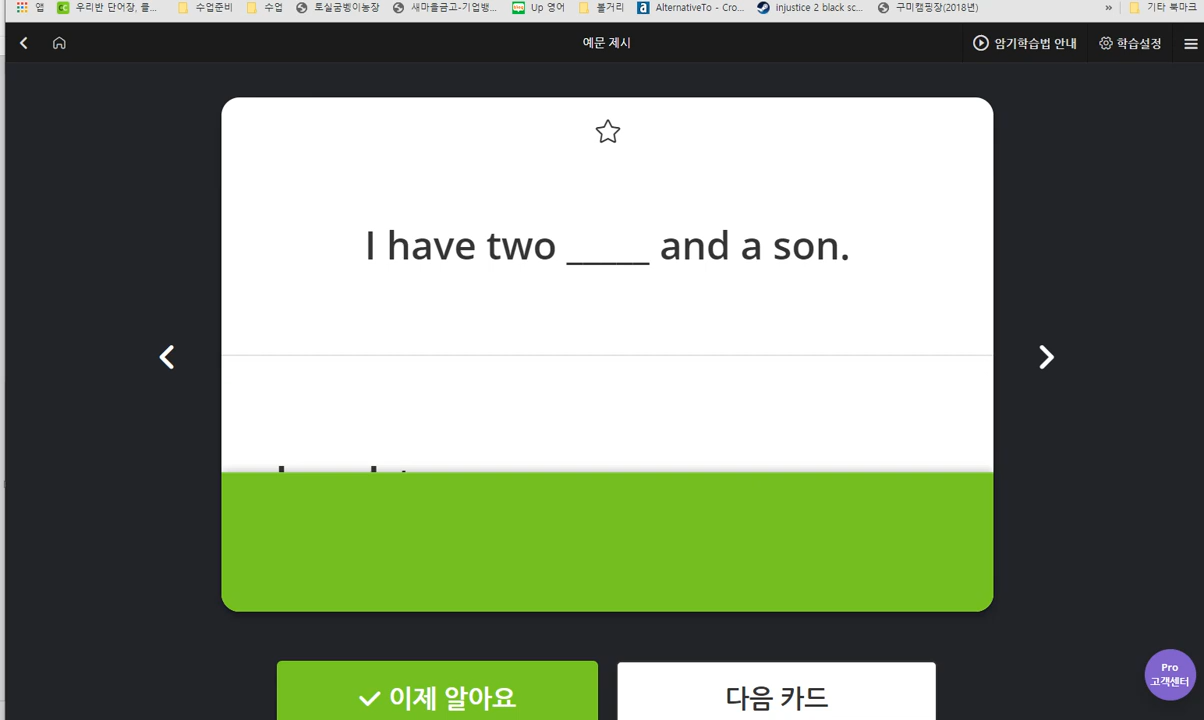 앱 우리반 단어장, 클... 수업준비 수업 토실굼벵이농장 새마을금고-기업뱅... Up 영어 볼거리 AlternativeTo - Cro... injustice 2 black sc... 구미캠핑장(2018년) » 기타 북마크
예문 제시 암기학습법 안내 학습설정
I have two _____ and a son.
이제 알아요 다음 카드
Pro
고객센터